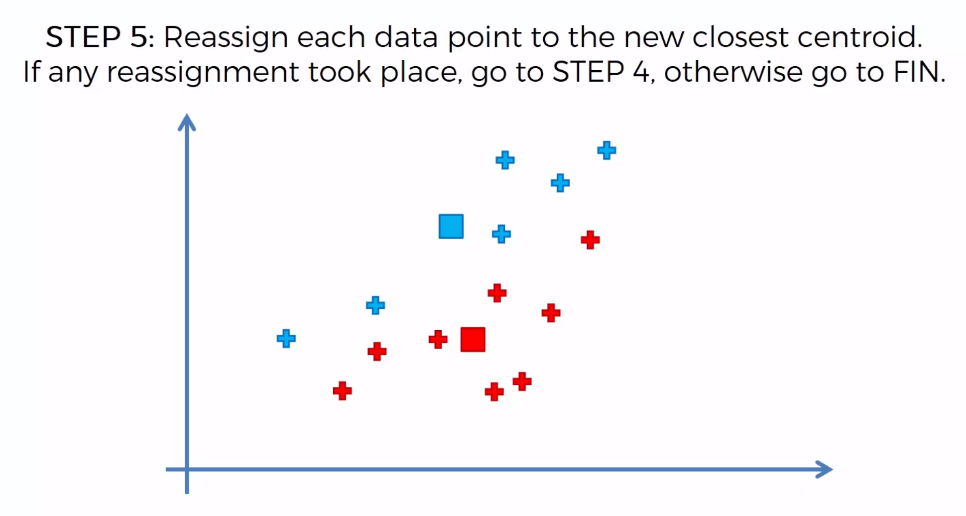 STEP 5: Reassign each data point to the new closest centroid.
If any reassignment took place, go to STEP 4, otherwise go to FIN.